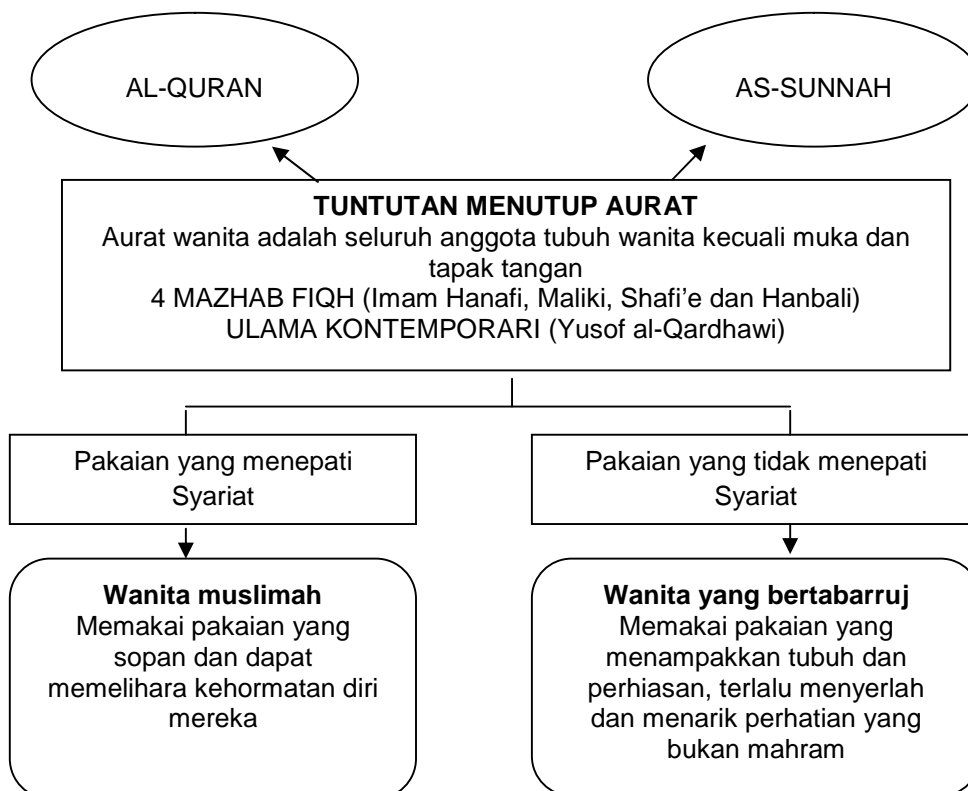 AL-QURAN
AS-SUNNAH
TUNTUTAN MENUTUP AURAT
Aurat wanita adalah seluruh anggota tubuh wanita kecuali muka dan
tapak tangan
4 MAZHAB FIQH (Imam Hanafi, Maliki, Shafi'e dan Hanbali)
ULAMA KONTEMPORARI (Yusof al-Qardhawi)
Pakaian yang menepati
Syariat
Pakaian yang tidak menepati
Syariat
Wanita muslimah
Memakai pakaian yang
sopan dan dapat
memelihara kehormatan diri
mereka
Wanita yang bertabarruj
Memakai pakaian yang
menampakkan tubuh dan
perhiasan, terlalu menyerlah
dan menarik perhatian yang
bukan mahram